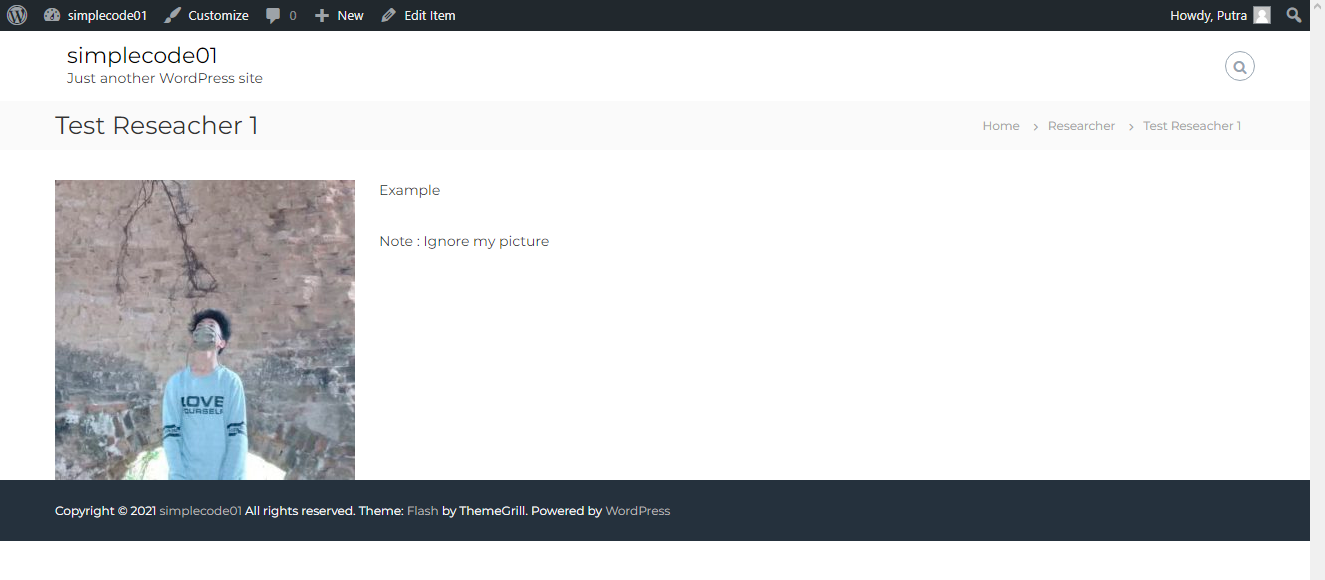 simplecode01 Customize 0 New Edit Item Howdy, Putra
simplecode01
Just another WordPress site
Test Reseacher 1 Home > Researcher > Test Reseacher 1
Example
Note : Ignore my picture
LOVE
YOURSELF
Copyright © 2021 simplecode01 All rights reserved. Theme: Flash by ThemeGrill. Powered by WordPress